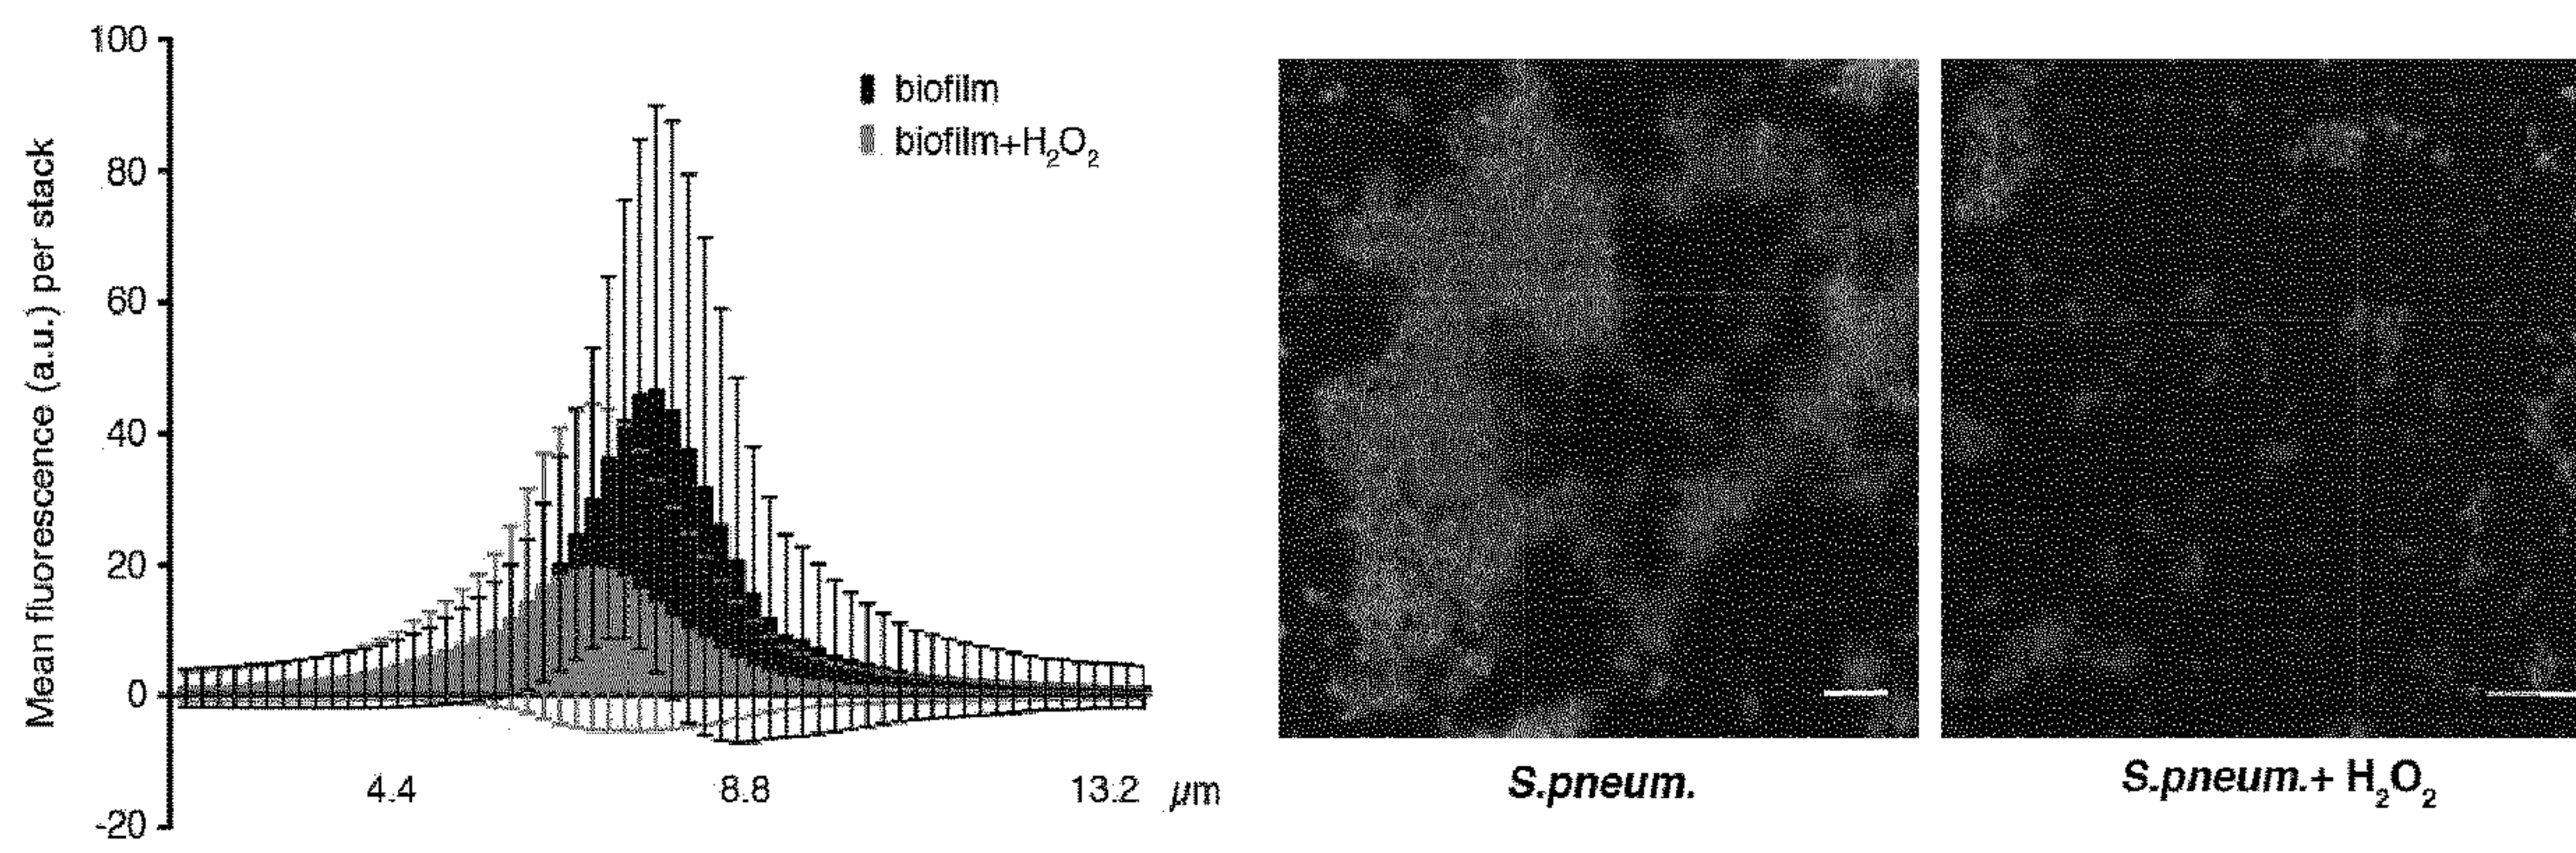 100
80
60
40
20
0
-20
Mean fluorescence (a.u.) per stack
biofilm
biofilm+H₂O₂
4.4 8.8 13.2 µm
S.pneum.
S.pneum.+ H₂O₂